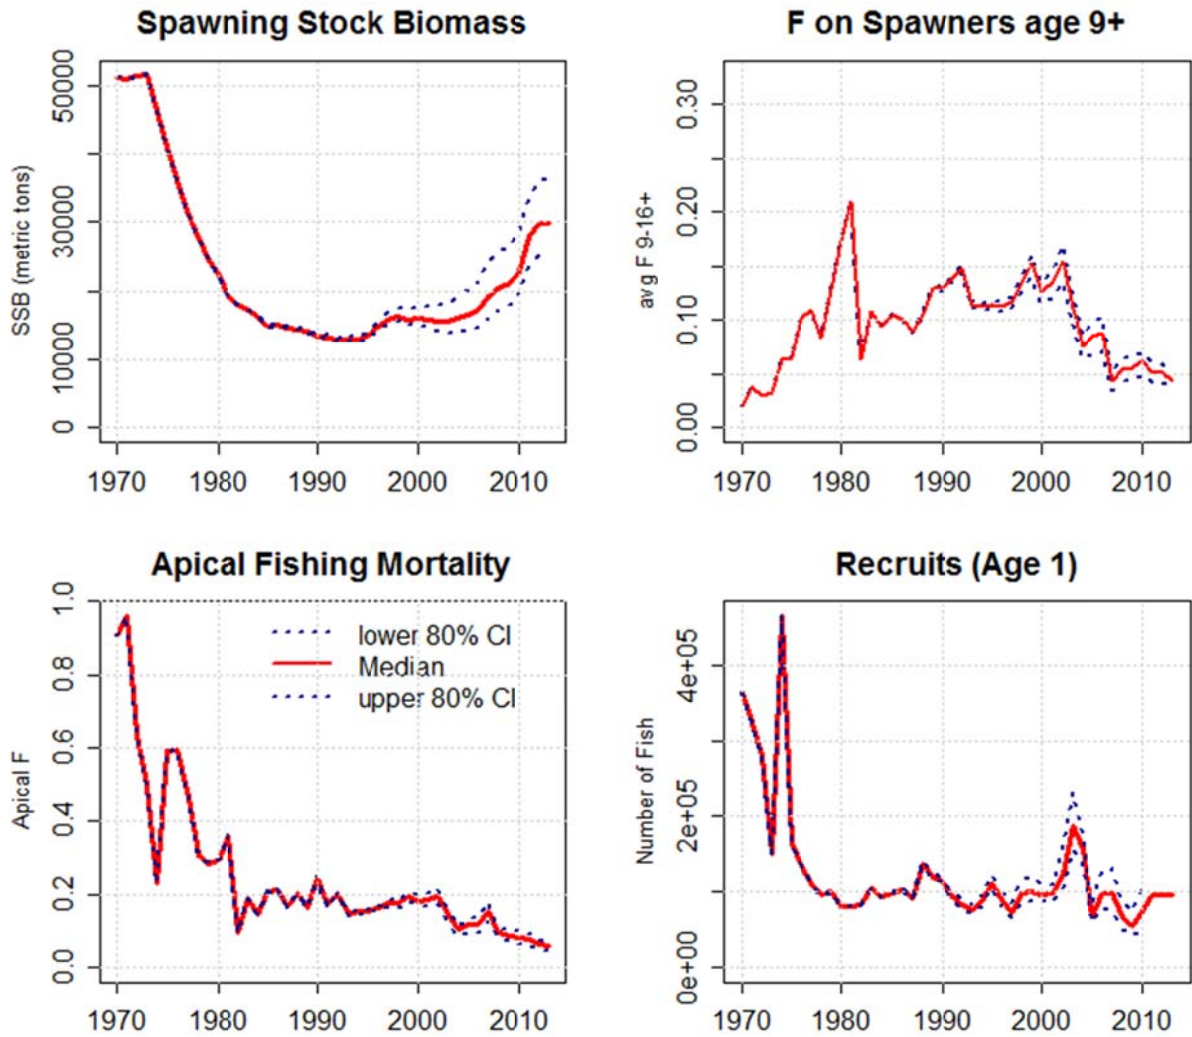 Spawning Stock Biomass
SSB (metric tons)
50000
30000
10000
0
1970 1980 1990 2000 2010
F on Spawners age 9+
avg F 9-16+
0.30
0.20
0.10
0.00
1970 1980 1990 2000 2010
Apical Fishing Mortality
Apical F
1.0
0.8
0.6
0.4
0.2
0.0
lower 80% CI
Median
upper 80% CI
1970 1980 1990 2000 2010
Recruits (Age 1)
Number of Fish
4e+05
2e+05
0e+00
1970 1980 1990 2000 2010